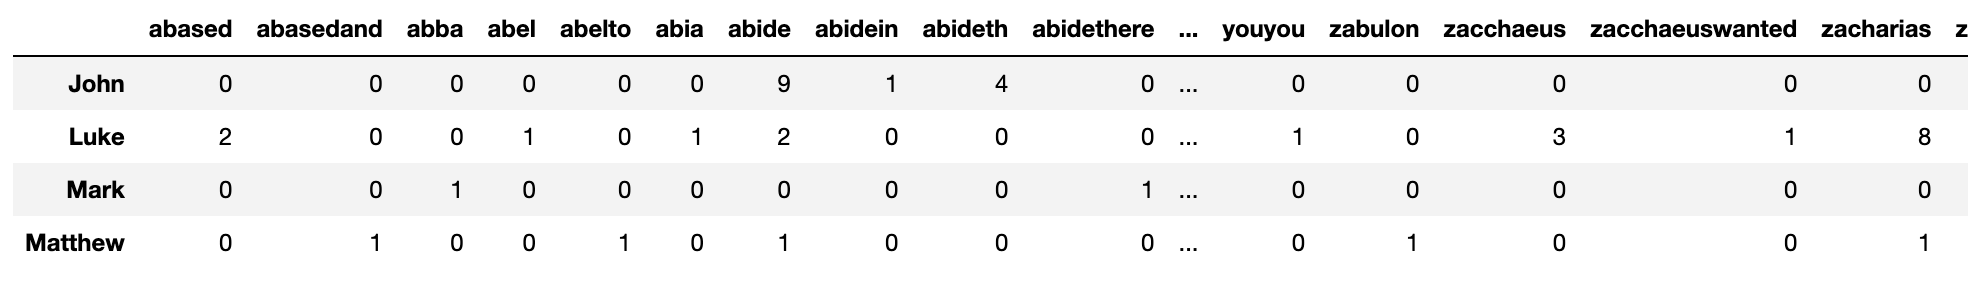 abased abasedand abba abel abelto abia abide abidein abideth abidethere ... youyou zabulon zacchaeus zacchaeuswanted zacharias z
John 0 0 0 0 0 0 9 1 4 0 ... 0 0 0 0 0
Luke 2 0 0 1 0 1 2 0 0 0 ... 1 0 3 1 8
Mark 0 0 1 0 0 0 0 0 0 1 ... 0 0 0 0 0
Matthew 0 1 0 0 1 0 1 0 0 0 ... 0 1 0 0 1